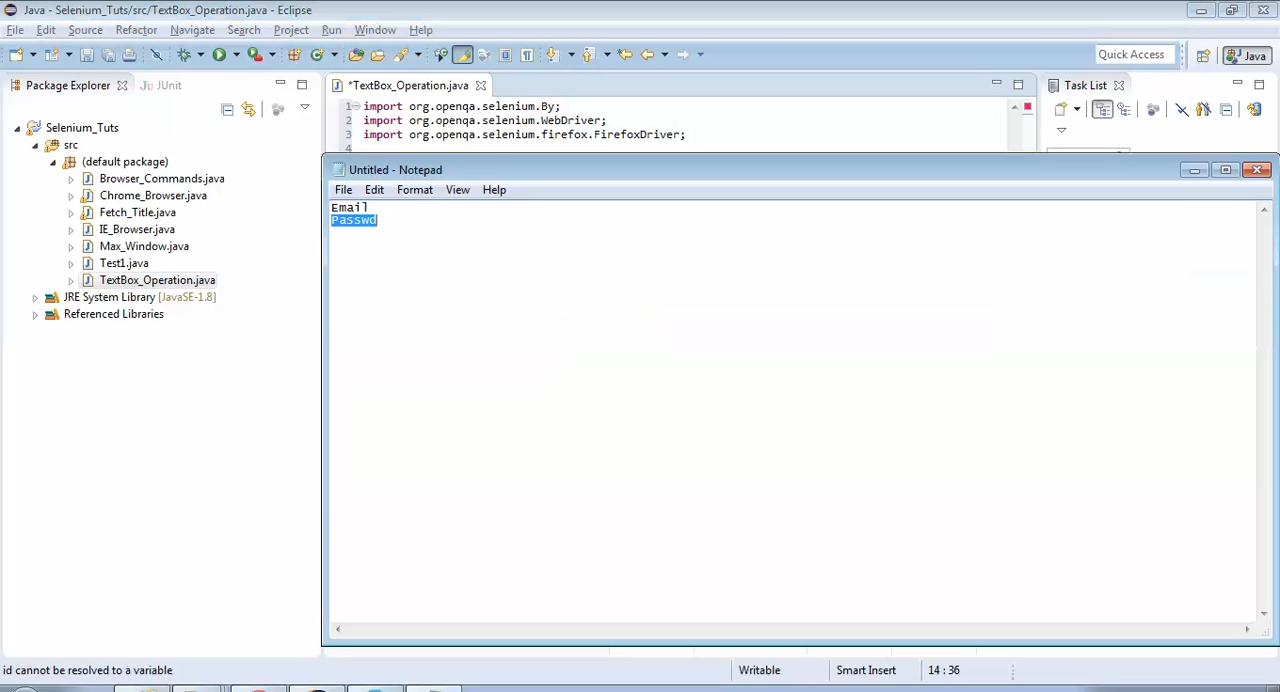 Java - Selenium_Tuts/src/TextBox_Operation.java - Eclipse
File Edit Source Refactor Navigate Search Project Run Window Help
Quick Access
Java
Package Explorer
JUnit
*TextBox_Operation.java
Task List
Selenium_Tuts
src
(default package)
Browser_Commands.java
Chrome_Browser.java
Fetch_Title.java
IE_Browser.java
Max_Window.java
Test1.java
TextBox_Operation.java
JRE System Library [JavaSE-1.8]
Referenced Libraries
1 import org.openqa.selenium.By;
2 import org.openqa.selenium.WebDriver;
3 import org.openqa.selenium.firefox.FirefoxDriver;
4
Untitled - Notepad
File Edit Format View Help
Email
Passwd
id cannot be resolved to a variable
Writable
Smart Insert
14 : 36